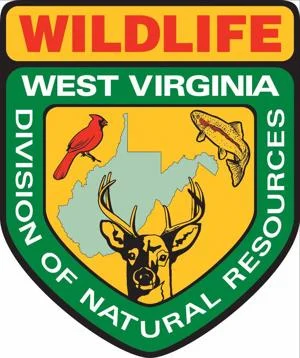 WILDLIFE
WEST VIRGINIA
DIVISION OF NATURAL RESOURCES